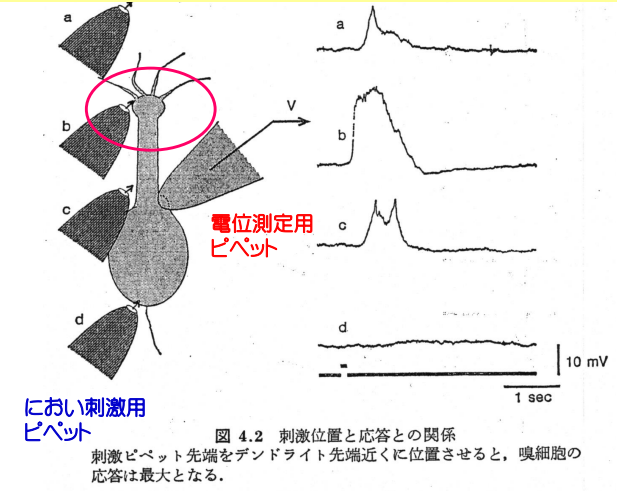 a
b
c
d
V
電位測定用
ピペット
におい刺激用
ピペット
a
b
c
d
10 mV
1 sec
図 4.2 刺激位置と応答との関係
刺激ピペット先端をデンドライト先端近くに位置させると，嗅細胞の
応答は最大となる．